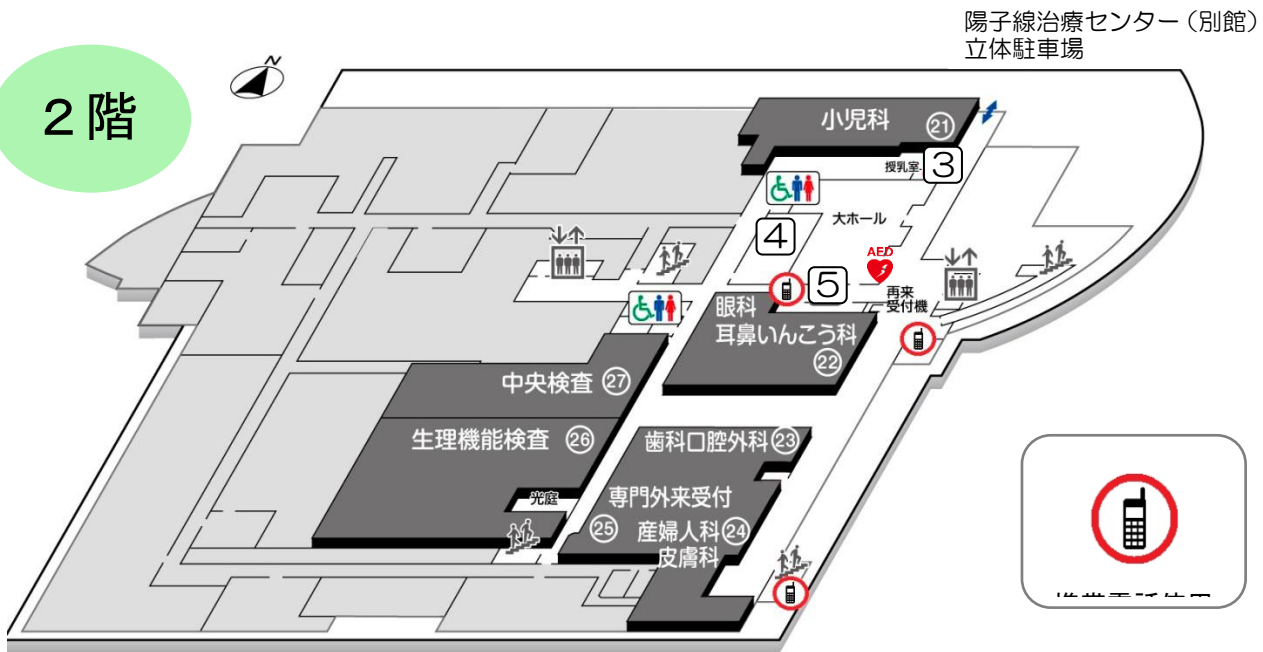 陽子線治療センター（別館）
立体駐車場
N
2階
小児科 ㉑
授乳室
③
大ホール
④
AED
⑤
再来
受付機
眼科
耳鼻いんこう科
㉒
中央検査 ㉗
生理機能検査 ㉖
歯科口腔外科㉓
光庭
専門外来受付
㉕ 産婦人科㉔
皮膚科